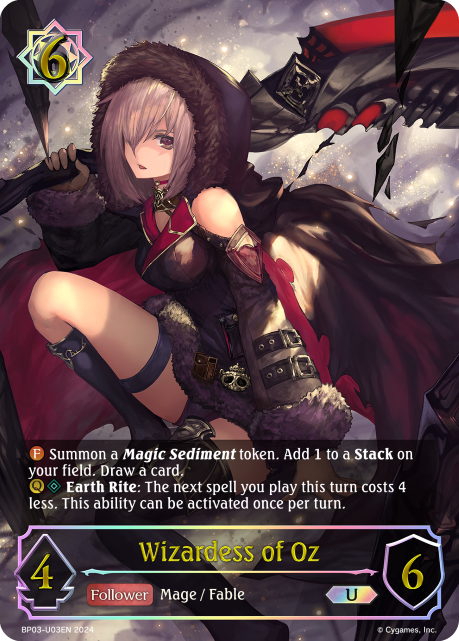 6
F Summon a Magic Sediment token. Add 1 to a Stack on
your field. Draw a card.
Q Earth Rite: The next spell you play this turn costs 4
less. This ability can be activated once per turn.
Wizardess of Oz
4
6
Follower Mage / Fable U
BP03-U03EN 2024 © Cygames, Inc.